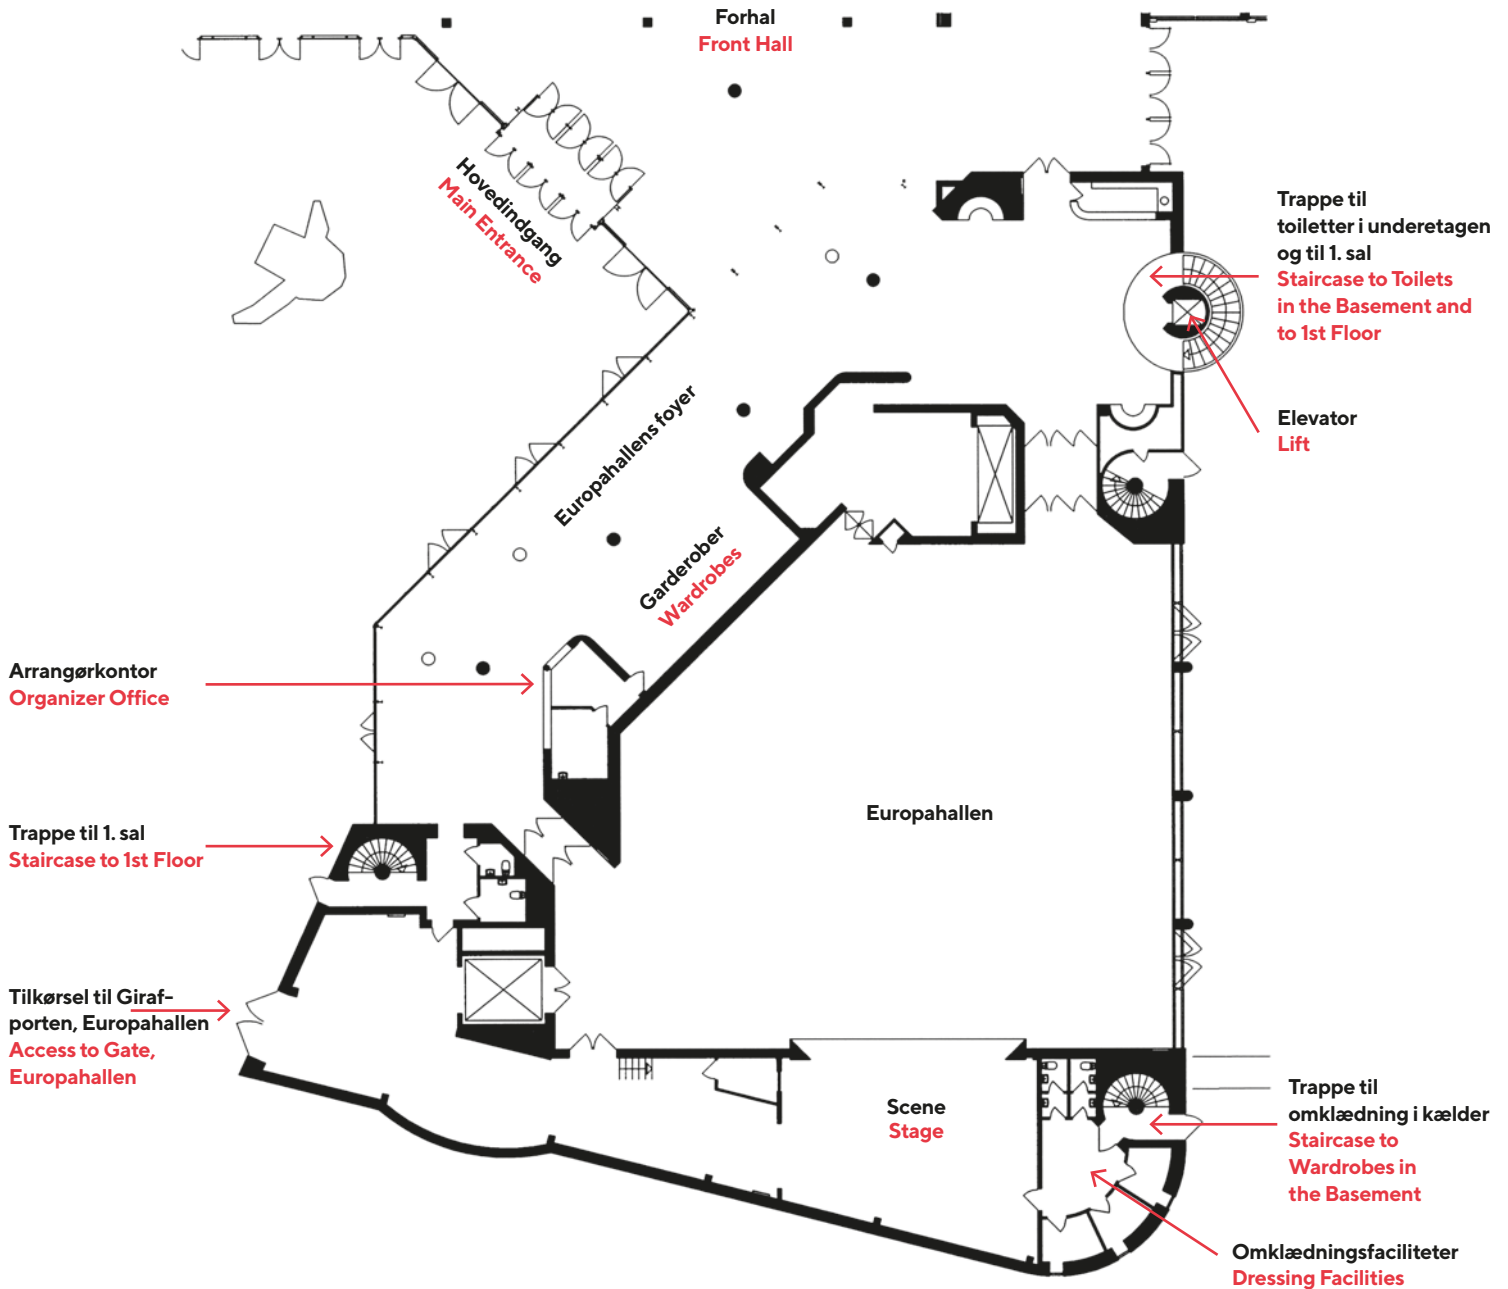 Forhal
Front Hall
Hovedindgang
Main Entrance
Trappe til
toiletter i underetagen
og til 1. sal
Staircase to Toilets
in the Basement and
to 1st Floor
Elevator
Lift
Europahallens foyer
Garderober
Wardrobes
Arrangørkontor
Organizer Office
Europahallen
Trappe til 1. sal
Staircase to 1st Floor
Tilkørsel til Giraf-
porten, Europahallen
Access to Gate,
Europahallen
Scene
Stage
Trappe til
omklædning i kælder
Staircase to
Wardrobes in
the Basement
Omklædningsfaciliteter
Dressing Facilities